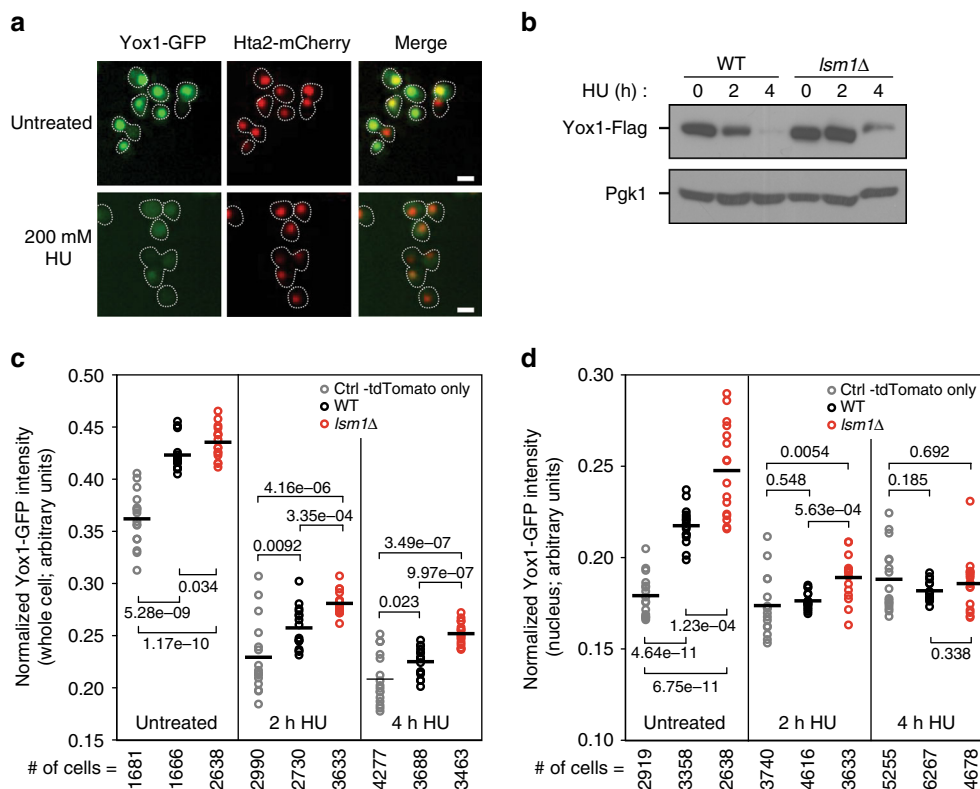 a
Yox1-GFP Hta2-mCherry Merge
Untreated
200 mM
HU
b
WT lsm1Δ
HU (h) : 0 2 4 0 2 4
Yox1-Flag
Pgk1
c
Normalized Yox1-GFP intensity
(whole cell; arbitrary units)
0.50
0.45
0.40
0.35
0.30
0.25
0.20
0.15
Ctrl -tdTomato only
WT
lsm1Δ
4.16e–06
3.35e–04
0.0092
3.49e–07
9.97e–07
0.023
0.034
5.28e–09
1.17e–10
Untreated 2 h HU 4 h HU
# of cells = 1681 1666 2638 2990 2730 3633 4277 3688 3463
d
Normalized Yox1-GFP intensity
(nucleus; arbitrary units)
0.30
0.25
0.20
0.15
0.10
Ctrl -tdTomato only
WT
lsm1Δ
0.0054
0.548
5.63e–04
0.692
0.185
1.23e–04
4.64e–11
6.75e–11
0.338
Untreated 2 h HU 4 h HU
# of cells = 2919 3358 2638 3740 4616 3633 5255 6267 4678